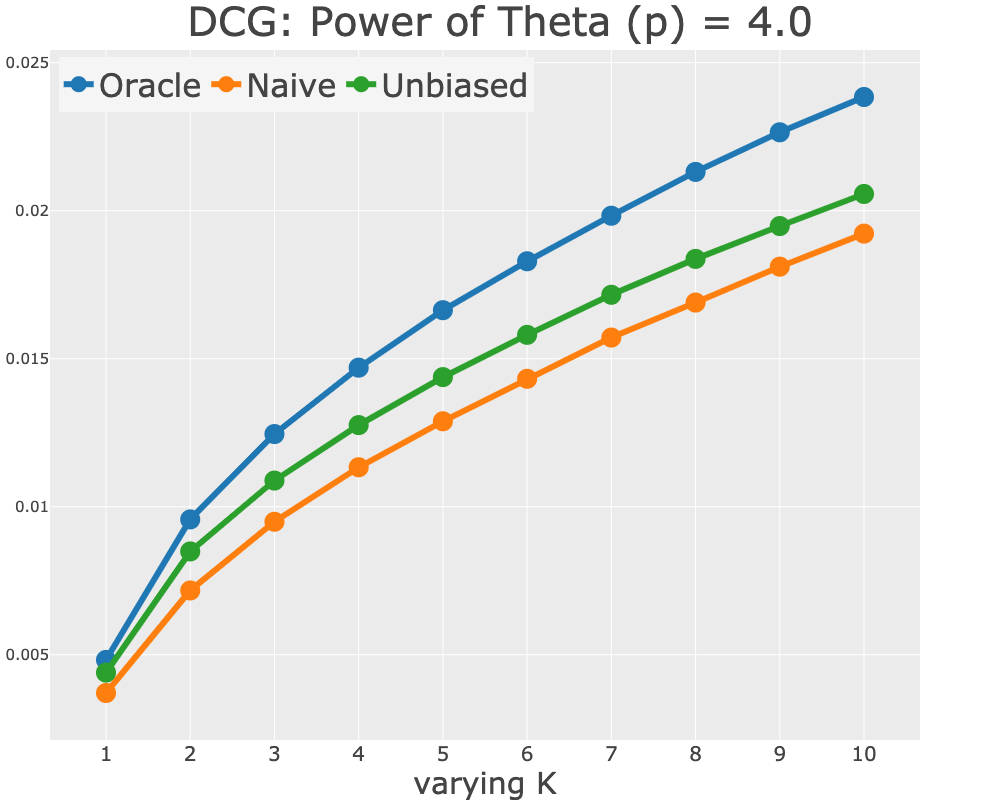 DCG: Power of Theta (p) = 4.0
0.025
Oracle Naive Unbiased
0.02
0.015
0.01
0.005
1 2 3 4 5 6 7 8 9 10
varying K